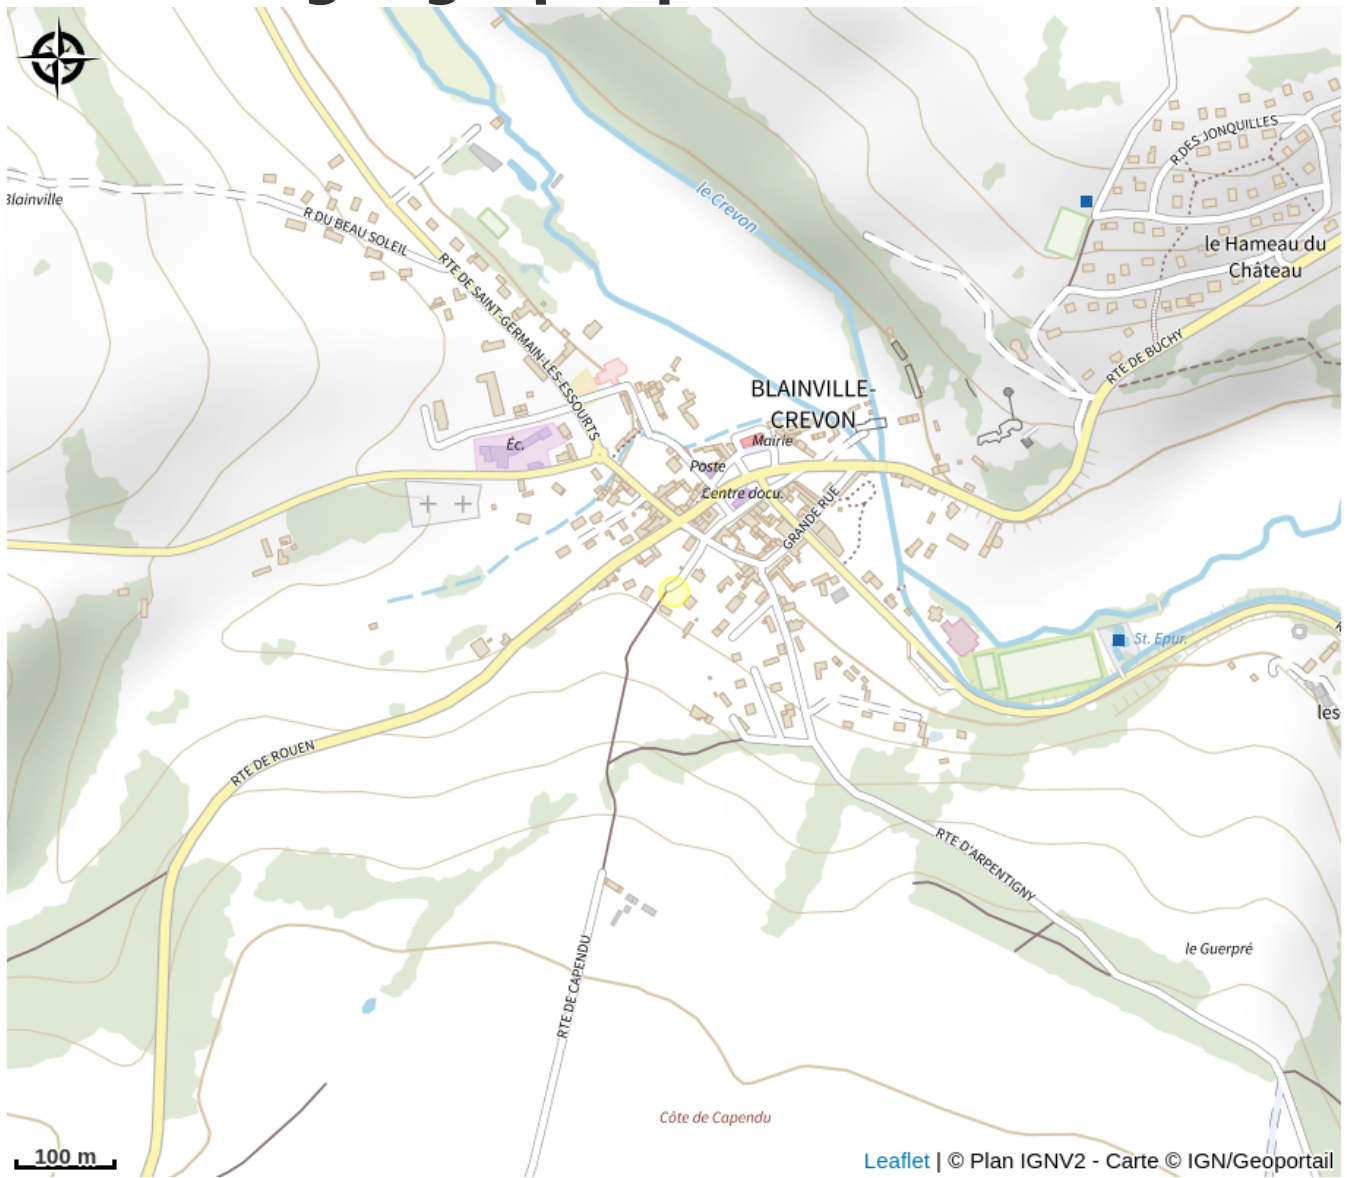 Blainville
R DU BEAU SOLEIL
RTE DE SAINT-GERMAIN-LES-ESSOURTS
le Crevon
R DES JONQUILLES
le Hameau du
Château
RTE DE BUCHY
BLAINVILLE-
CREVON
Mairie
Éc.
Poste
Centre docu.
GRANDE RUE
St. Epur.
les
RTE DE ROUEN
RTE D'ARPENTIGNY
le Guerpré
RTE DE CAPENDU
Côte de Capendu
100 m
Leaflet | © Plan IGNV2 - Carte © IGN/Geoportail